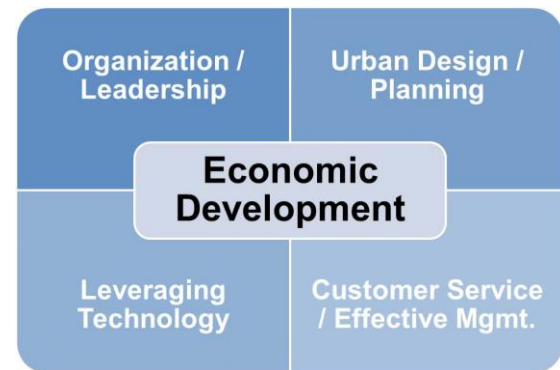 Organization /
Leadership
Urban Design /
Planning
Economic
Development
Leveraging
Technology
Customer Service
/ Effective Mgmt.